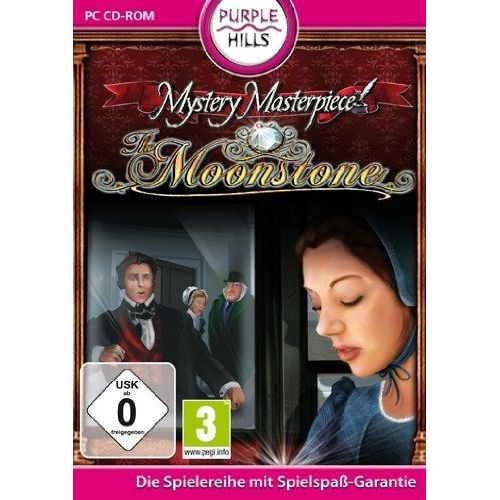 PC CD-ROM
PURPLE
HILLS
Mystery Masterpiece
The Moonstone
USK
ab
0
freigegeben
3
www.pegi.info
Die Spielereihe mit Spielspaß-Garantie